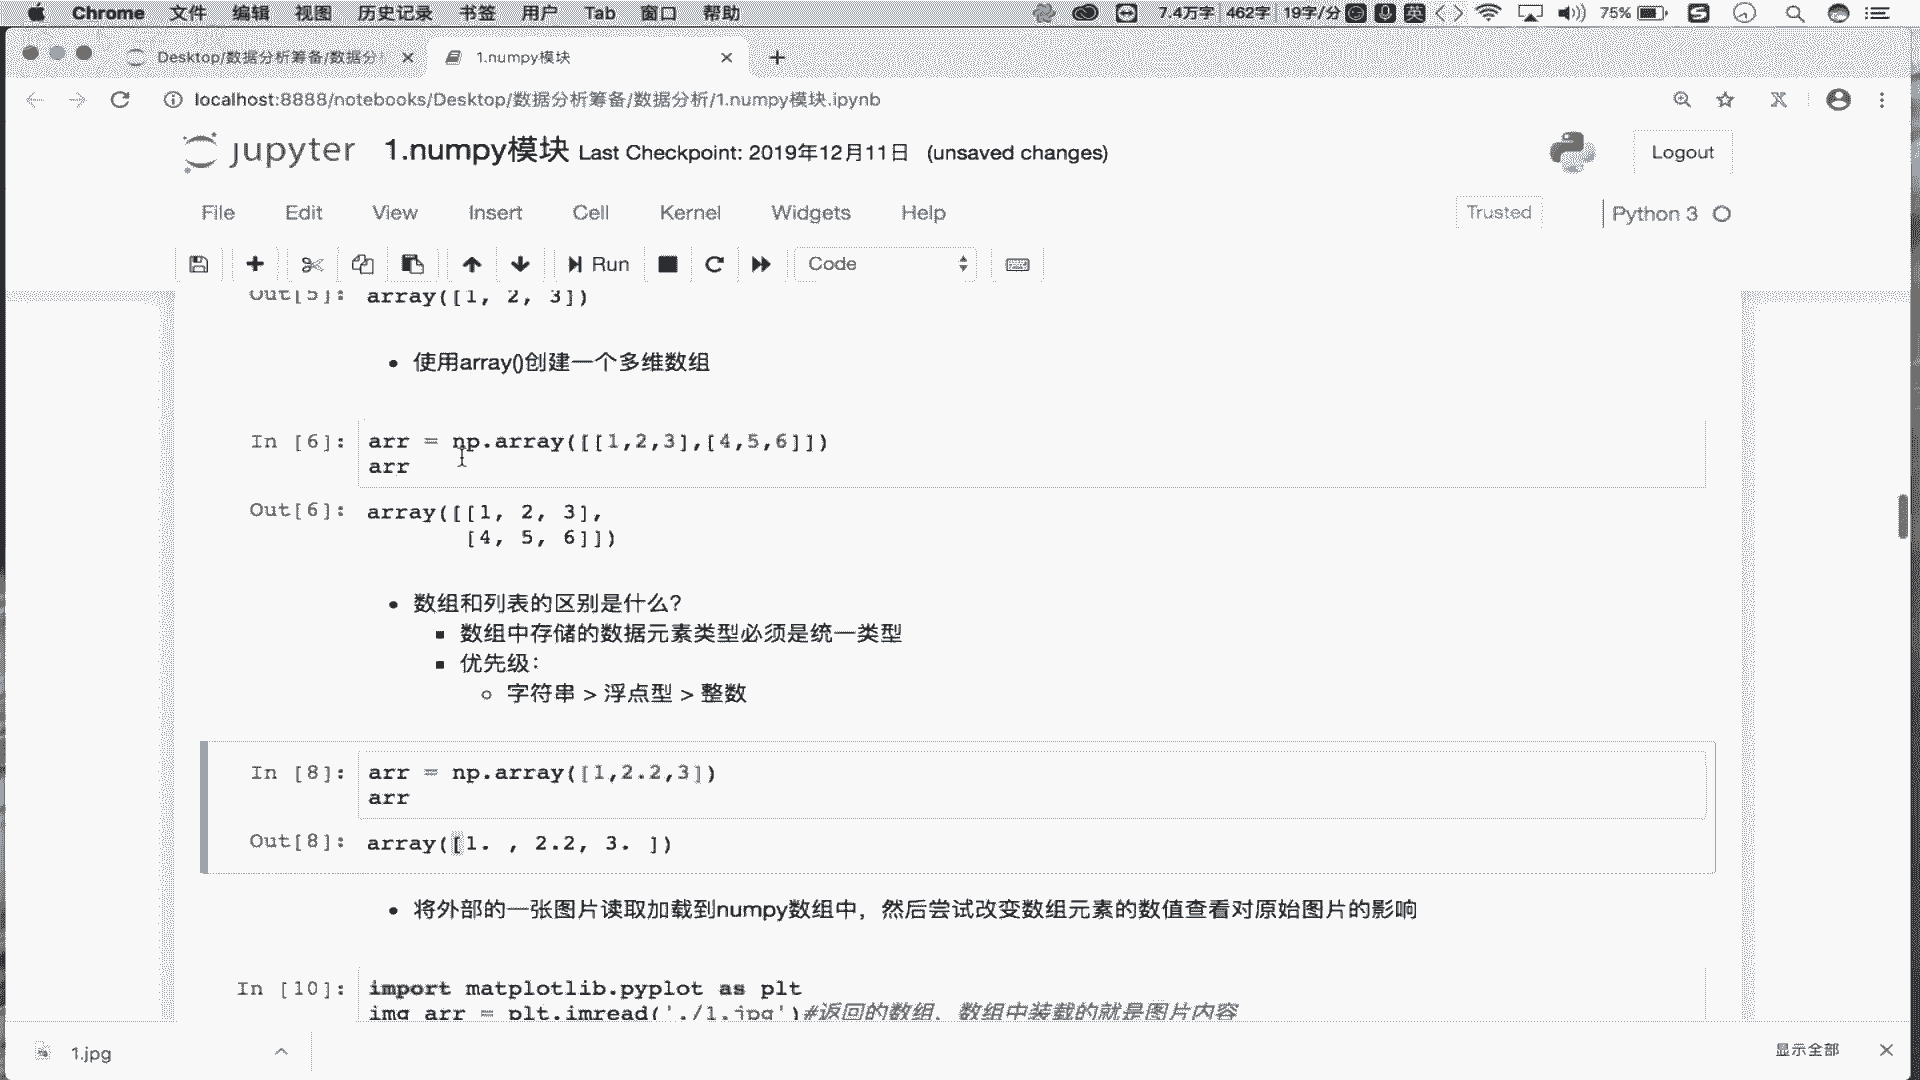 Chrome 文件 编辑 视图 历史记录 书签 用户 Tab 窗口 帮助 7.4万字 462字 19字/分 英 75%
Desktop/数据分析筹备/数据分 1.numpy模块
localhost:8888/notebooks/Desktop/数据分析筹备/数据分析/1.numpy模块.ipynb
jupyter 1.numpy模块 Last Checkpoint: 2019年12月11日 (unsaved changes) Logout
File Edit View Insert Cell Kernel Widgets Help Trusted Python 3
Run Code
Out[5]: array([1, 2, 3])
使用array()创建一个多维数组
In [6]: arr = np.array([[1,2,3],[4,5,6]])
arr
Out[6]: array([[1, 2, 3],
[4, 5, 6]])
数组和列表的区别是什么?
数组中存储的数据元素类型必须是统一类型
优先级:
字符串 > 浮点型 > 整数
In [8]: arr = np.array([1,2.2,3])
arr
Out[8]: array([1. , 2.2, 3. ])
将外部的一张图片读取加载到numpy数组中，然后尝试改变数组元素的数值查看对原始图片的影响
In [10]: import matplotlib.pyplot as plt
img_arr = plt.imread('./1.jpg')#返回的数组，数组中装载的就是图片内容
1.jpg 显示全部